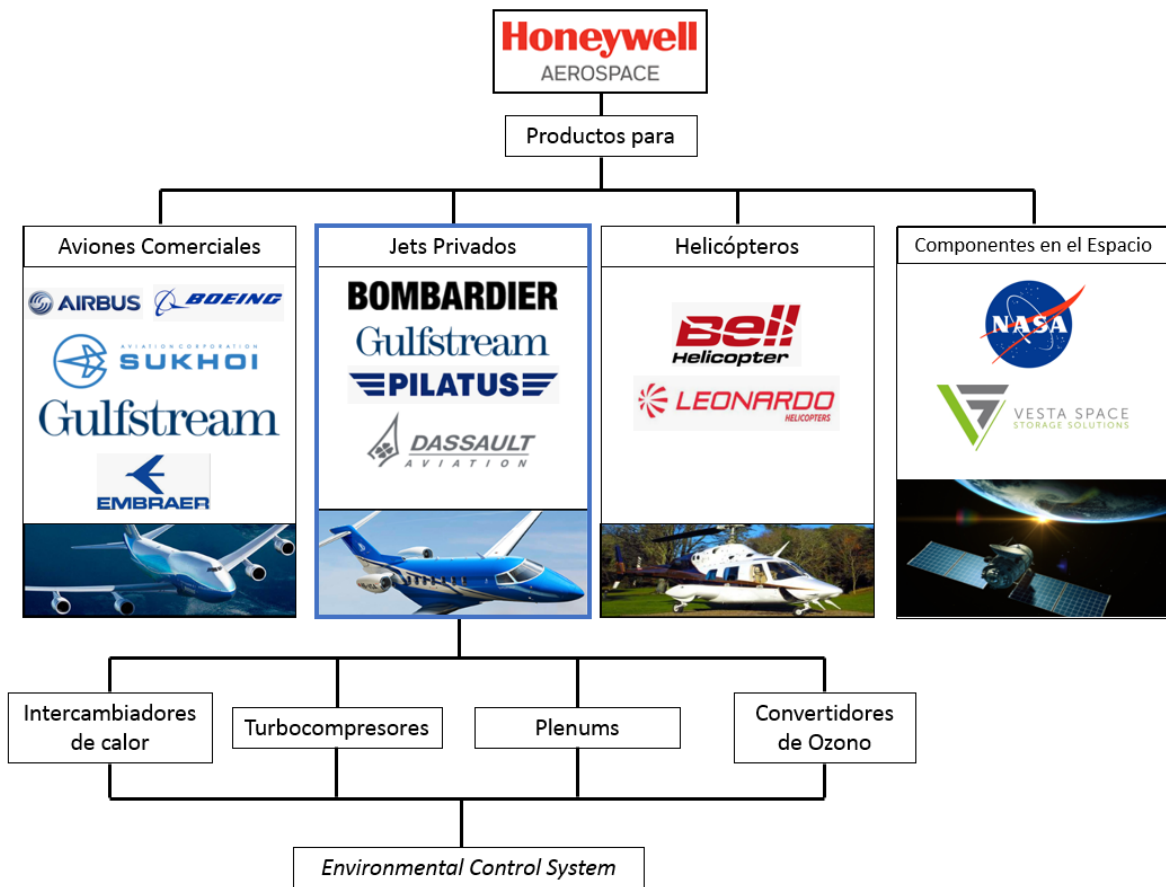 Honeywell
AEROSPACE
Productos para
Aviones Comerciales
AIRBUS
BOEING
AVIATION CORPORATION
SUKHOI
Gulfstream
EMBRAER
Jets Privados
BOMBARDIER
Gulfstream
PILATUS
DASSAULT
AVIATION
Helicópteros
Bell
Helicopter
LEONARDO
HELICOPTERS
Componentes en el Espacio
NASA
VESTA SPACE
STORAGE SOLUTIONS
Intercambiadores
de calor
Turbocompresores
Plenums
Convertidores
de Ozono
Environmental Control System